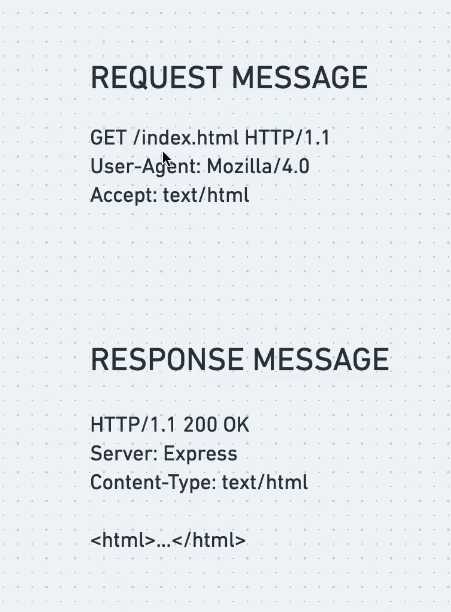 REQUEST MESSAGE
GET /index.html HTTP/1.1
User-Agent: Mozilla/4.0
Accept: text/html
RESPONSE MESSAGE
HTTP/1.1 200 OK
Server: Express
Content-Type: text/html
<html>...</html>